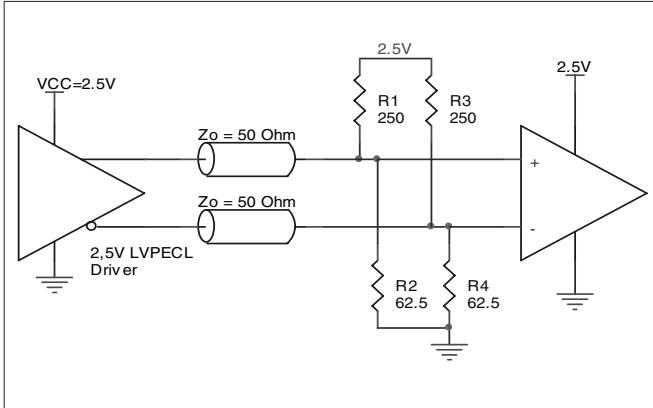 2.5V
VCC=2.5V
2.5V
R1
250
R3
250
Zo = 50 Ohm
+
Zo = 50 Ohm
-
2,5V LVPECL
Driver
R2
62.5
R4
62.5